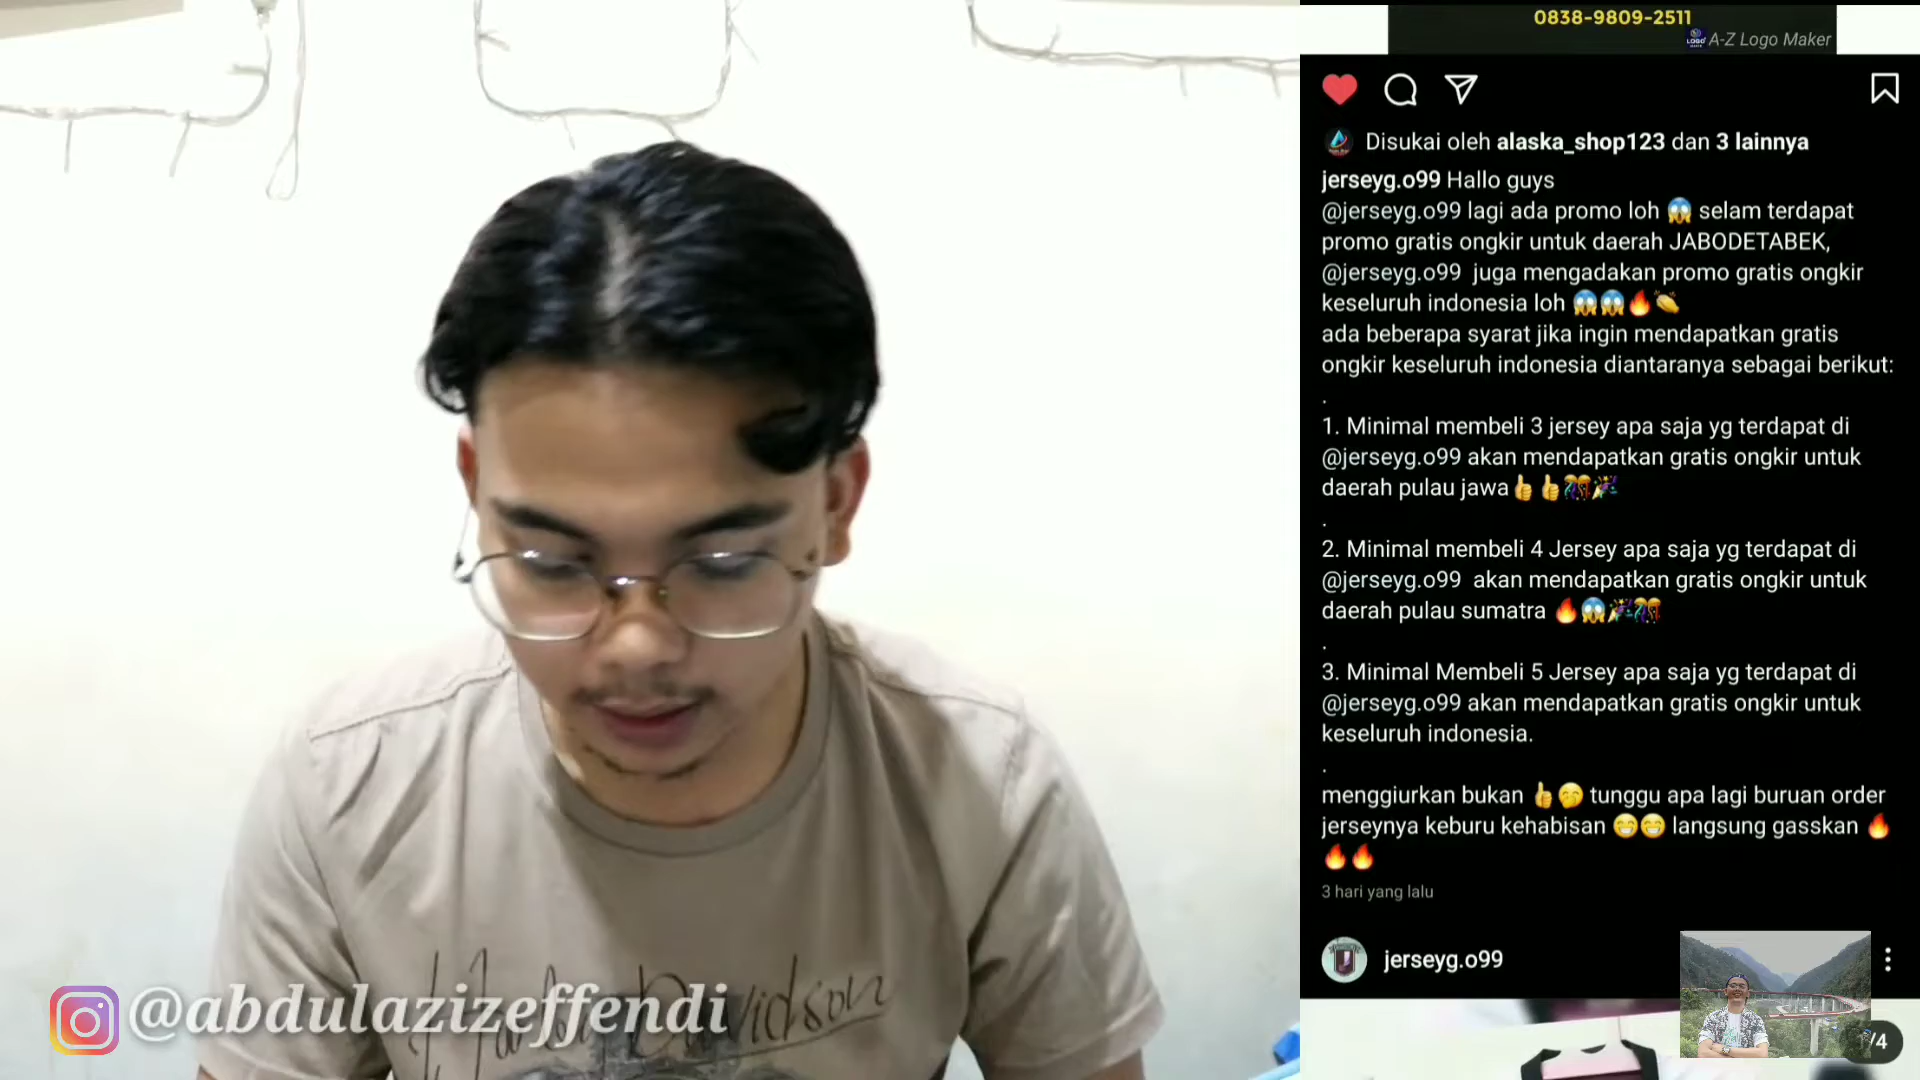 0838-9809-2511
LOGO
A-Z Logo Maker
Disukai oleh alaska_shop123 dan 3 lainnya
jerseyg.o99 Hallo guys
@jerseyg.o99 lagi ada promo loh 😱 selam terdapat
promo gratis ongkir untuk daerah JABODETABEK,
@jerseyg.o99 juga mengadakan promo gratis ongkir
keseluruh indonesia loh 😱😱🔥👏
ada beberapa syarat jika ingin mendapatkan gratis
ongkir keseluruh indonesia diantaranya sebagai berikut:
.
1. Minimal membeli 3 jersey apa saja yg terdapat di
@jerseyg.o99 akan mendapatkan gratis ongkir untuk
daerah pulau jawa👍👍🎊🎉
.
2. Minimal membeli 4 Jersey apa saja yg terdapat di
@jerseyg.o99 akan mendapatkan gratis ongkir untuk
daerah pulau sumatra 🔥😱🎉🎊
.
3. Minimal Membeli 5 Jersey apa saja yg terdapat di
@jerseyg.o99 akan mendapatkan gratis ongkir untuk
keseluruh indonesia.
.
menggiurkan bukan 👍🤭 tunggu apa lagi buruan order
jerseynya keburu kehabisan 😁😁 langsung gasskan 🔥
🔥🔥
3 hari yang lalu
jerseyg.o99
/4
@abdulazizeffendi
Davidson